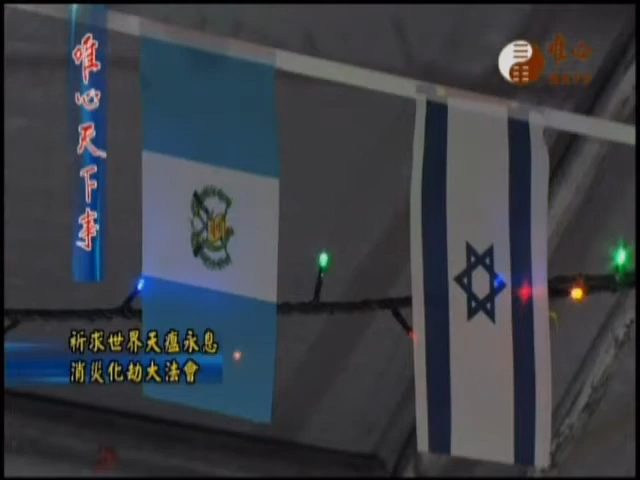 唯心天下事
唯心
祈求世界天瘟永息
消災化劫大法會